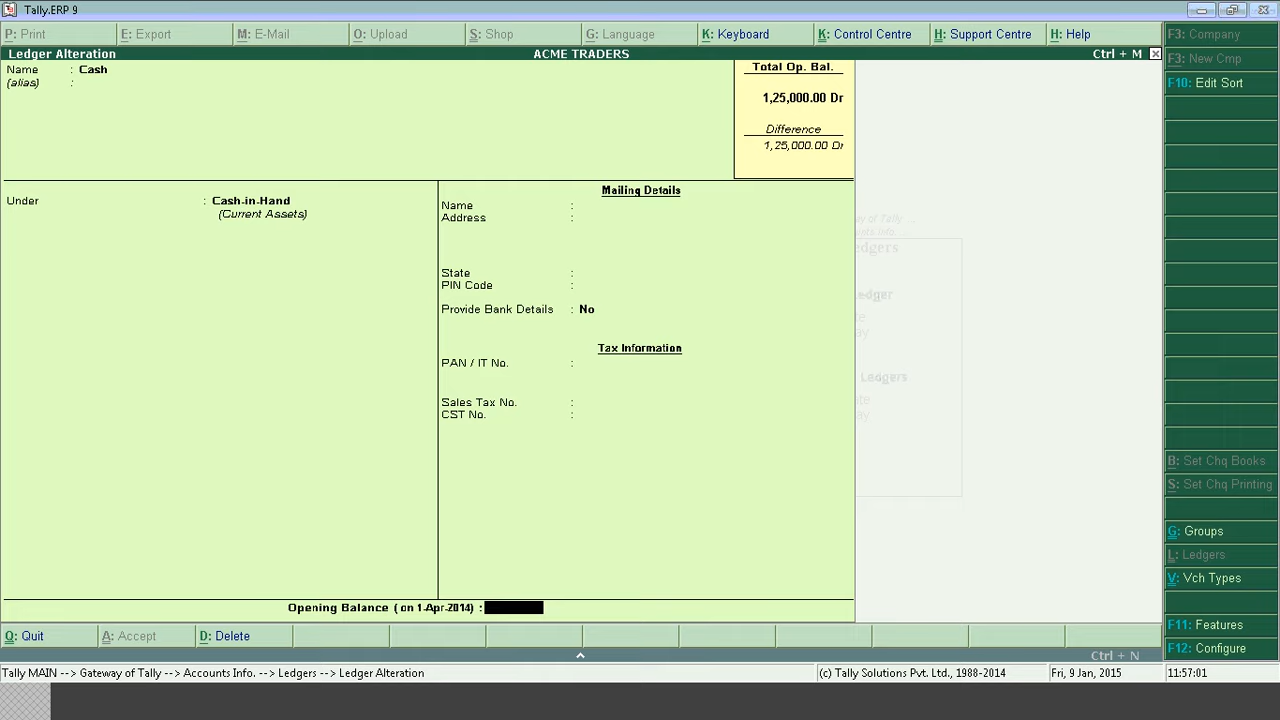 Tally.ERP 9
P: Print E: Export M: E-Mail O: Upload S: Shop G: Language K: Keyboard K: Control Centre H: Support Centre H: Help
F3: Company
Ledger Alteration ACME TRADERS Ctrl + M
F3: New Cmp
Name : Cash
(alias) :
Total Op. Bal.
F10: Edit Sort
1,25,000.00 Dr
Difference
1,25,000.00 Dr
Under : Cash-in-Hand
(Current Assets)
Mailing Details
Name :
Address :
State :
PIN Code :
Provide Bank Details : No
Tax Information
PAN / IT No. :
Sales Tax No. :
CST No. :
B: Set Chq Books
S: Set Chq Printing
G: Groups
L: Ledgers
V: Vch Types
F11: Features
F12: Configure
Opening Balance ( on 1-Apr-2014) :
Q: Quit A: Accept D: Delete
Ctrl + N
Tally MAIN --> Gateway of Tally --> Accounts Info. --> Ledgers --> Ledger Alteration (c) Tally Solutions Pvt. Ltd., 1988-2014 Fri, 9 Jan, 2015 11:57:01